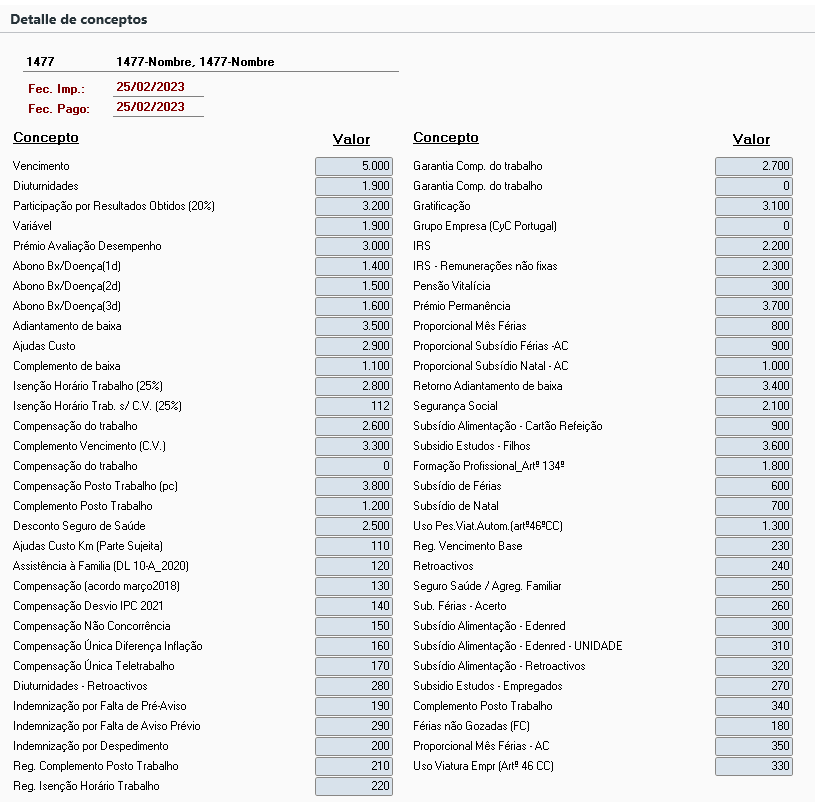 Detalle de conceptos
1477 1477-Nombre, 1477-Nombre
Fec. Imp.: 25/02/2023
Fec. Pago: 25/02/2023
Concepto Valor Concepto Valor
Vencimento 5.000 Garantia Comp. do trabalho 2.700
Diuturnidades 1.900 Garantia Comp. do trabalho 0
Participação por Resultados Obtidos (20%) 3.200 Gratificação 3.100
Variável 1.900 Grupo Empresa (CyC Portugal) 0
Prémio Avaliação Desempenho 3.000 IRS 2.200
Abono Bx/Doença(1d) 1.400 IRS - Remunerações não fixas 2.300
Abono Bx/Doença(2d) 1.500 Pensão Vitalícia 300
Abono Bx/Doença(3d) 1.600 Prémio Permanência 3.700
Adiantamento de baixa 3.500 Proporcional Mês Férias 800
Ajudas Custo 2.900 Proporcional Subsídio Férias -AC 900
Complemento de baixa 1.100 Proporcional Subsídio Natal - AC 1.000
Isenção Horário Trabalho (25%) 2.800 Retorno Adiantamento de baixa 3.400
Isenção Horário Trab. s/ C.V. (25%) 112 Segurança Social 2.100
Compensação do trabalho 2.600 Subsídio Alimentação - Cartão Refeição 900
Complemento Vencimento (C.V.) 3.300 Subsidio Estudos - Filhos 3.600
Compensação do trabalho 0 Formação Profissional_Artº 134º 1.800
Compensação Posto Trabalho (pc) 3.800 Subsídio de Férias 600
Complemento Posto Trabalho 1.200 Subsídio de Natal 700
Desconto Seguro de Saúde 2.500 Uso Pes.Viat.Autom.(artº46ºCC) 1.300
Ajudas Custo Km (Parte Sujeita) 110 Reg. Vencimento Base 230
Assistência à Familia (DL 10-A_2020) 120 Retroactivos 240
Compensação (acordo março2018) 130 Seguro Saúde / Agreg. Familiar 250
Compensação Desvio IPC 2021 140 Sub. Férias - Acerto 260
Compensação Não Concorrência 150 Subsídio Alimentação - Edenred 300
Compensação Única Diferença Inflação 160 Subsídio Alimentação - Edenred - UNIDADE 310
Compensação Única Teletrabalho 170 Subsídio Alimentação - Retroactivos 320
Diuturnidades - Retroactivos 280 Subsidio Estudos - Empregados 270
Indemnização por Falta de Pré-Aviso 190 Complemento Posto Trabalho 340
Indemnização por Falta de Aviso Prévio 290 Férias não Gozadas (FC) 180
Indemnização por Despedimento 200 Proporcional Mês Férias - AC 350
Reg. Complemento Posto Trabalho 210 Uso Viatura Empr (Artº 46 CC) 330
Reg. Isenção Horário Trabalho 220